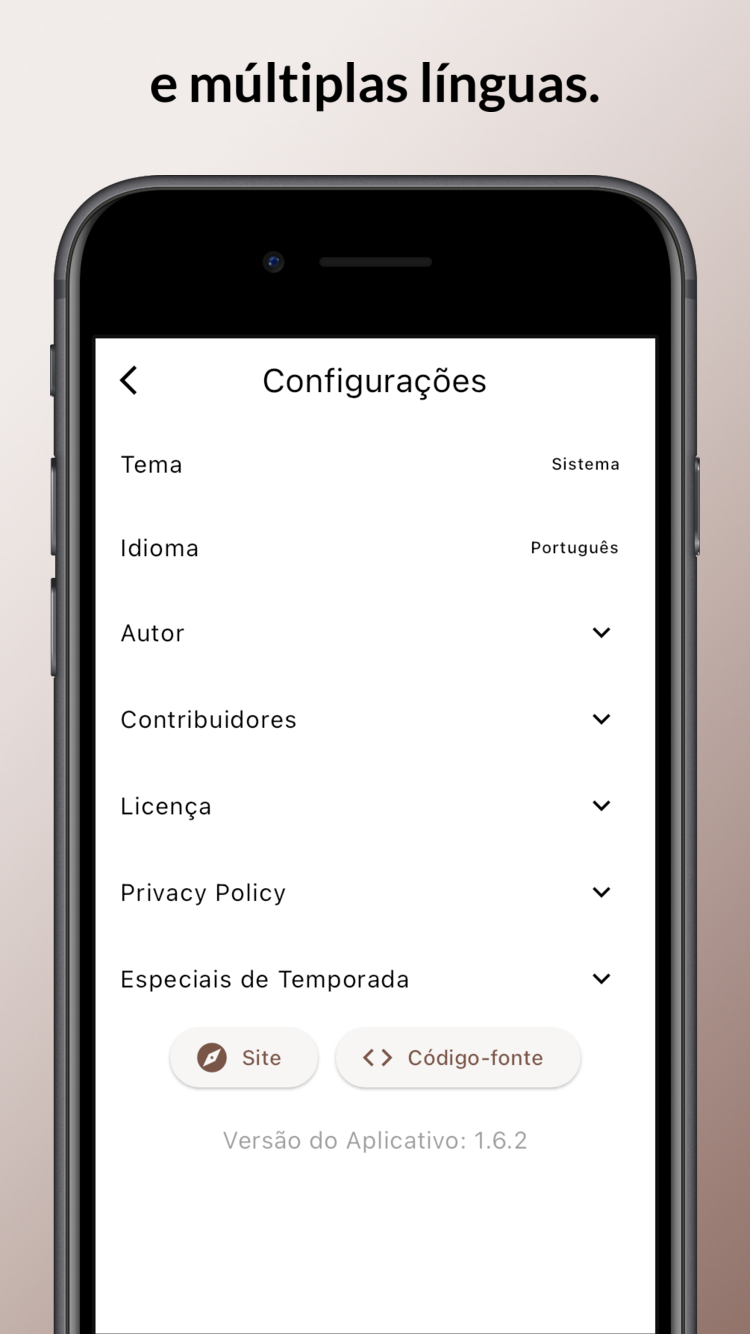 e múltiplas línguas.
Configurações
Tema
Sistema
Idioma
Português
Autor
Contribuidores
Licença
Privacy Policy
Especiais de Temporada
Site
Código-fonte
Versão do Aplicativo: 1.6.2